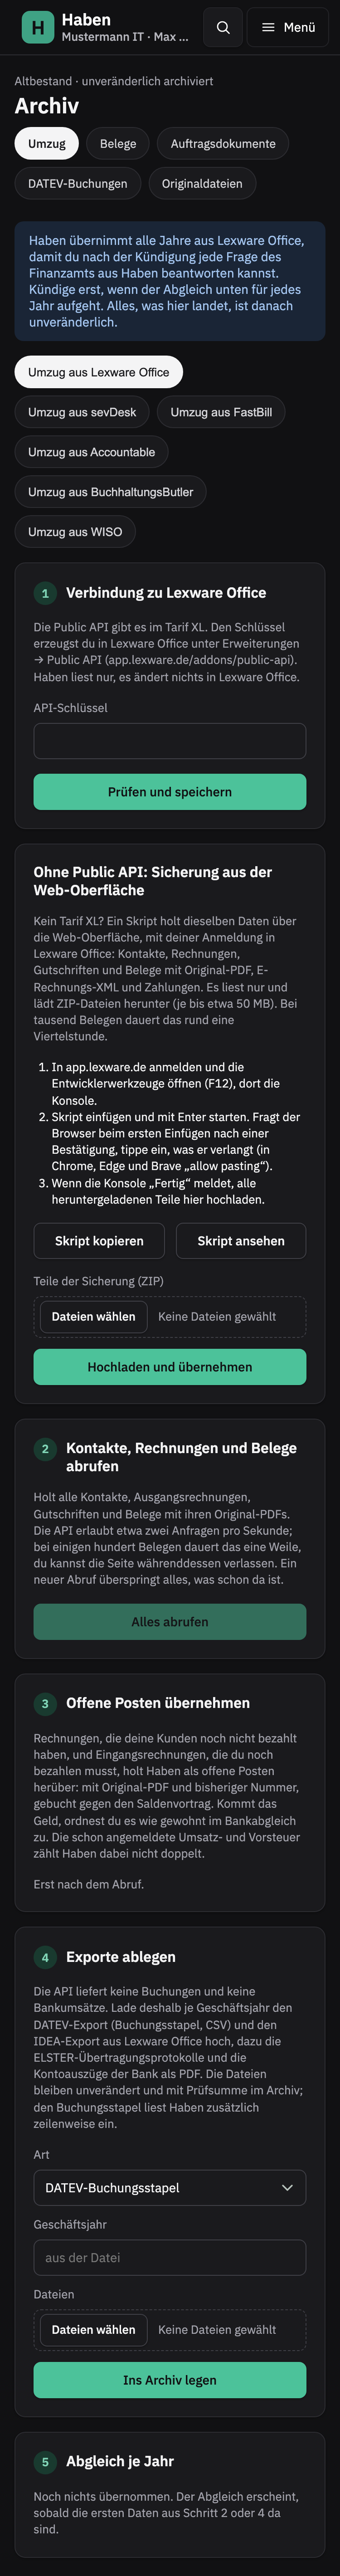 H
Haben
Mustermann IT · Max ...
Menü
Altbestand · unveränderlich archiviert
Archiv
Umzug
Belege
Auftragsdokumente
DATEV-Buchungen
Originaldateien
Haben übernimmt alle Jahre aus Lexware Office,
damit du nach der Kündigung jede Frage des
Finanzamts aus Haben beantworten kannst.
Kündige erst, wenn der Abgleich unten für jedes
Jahr aufgeht. Alles, was hier landet, ist danach
unveränderlich.
Umzug aus Lexware Office
Umzug aus sevDesk
Umzug aus FastBill
Umzug aus Accountable
Umzug aus BuchhaltungsButler
Umzug aus WISO
1 Verbindung zu Lexware Office
Die Public API gibt es im Tarif XL. Den Schlüssel
erzeugst du in Lexware Office unter Erweiterungen
→ Public API (app.lexware.de/addons/public-api).
Haben liest nur, es ändert nichts in Lexware Office.
API-Schlüssel
Prüfen und speichern
Ohne Public API: Sicherung aus der
Web-Oberfläche
Kein Tarif XL? Ein Skript holt dieselben Daten über
die Web-Oberfläche, mit deiner Anmeldung in
Lexware Office: Kontakte, Rechnungen,
Gutschriften und Belege mit Original-PDF, E-
Rechnungs-XML und Zahlungen. Es liest nur und
lädt ZIP-Dateien herunter (je bis etwa 50 MB). Bei
tausend Belegen dauert das rund eine
Viertelstunde.
1. In app.lexware.de anmelden und die
Entwicklerwerkzeuge öffnen (F12), dort die
Konsole.
2. Skript einfügen und mit Enter starten. Fragt der
Browser beim ersten Einfügen nach einer
Bestätigung, tippe ein, was er verlangt (in
Chrome, Edge und Brave „allow pasting“).
3. Wenn die Konsole „Fertig“ meldet, alle
heruntergeladenen Teile hier hochladen.
Skript kopieren
Skript ansehen
Teile der Sicherung (ZIP)
Dateien wählen
Keine Dateien gewählt
Hochladen und übernehmen
2 Kontakte, Rechnungen und Belege
abrufen
Holt alle Kontakte, Ausgangsrechnungen,
Gutschriften und Belege mit ihren Original-PDFs.
Die API erlaubt etwa zwei Anfragen pro Sekunde;
bei einigen hundert Belegen dauert das eine Weile,
du kannst die Seite währenddessen verlassen. Ein
neuer Abruf überspringt alles, was schon da ist.
Alles abrufen
3 Offene Posten übernehmen
Rechnungen, die deine Kunden noch nicht bezahlt
haben, und Eingangsrechnungen, die du noch
bezahlen musst, holt Haben als offene Posten
herüber: mit Original-PDF und bisheriger Nummer,
gebucht gegen den Saldenvortrag. Kommt das
Geld, ordnest du es wie gewohnt im Bankabgleich
zu. Die schon angemeldete Umsatz- und Vorsteuer
zählt Haben dabei nicht doppelt.
Erst nach dem Abruf.
4 Exporte ablegen
Die API liefert keine Buchungen und keine
Bankumsätze. Lade deshalb je Geschäftsjahr den
DATEV-Export (Buchungsstapel, CSV) und den
IDEA-Export aus Lexware Office hoch, dazu die
ELSTER-Übertragungsprotokolle und die
Kontoauszüge der Bank als PDF. Die Dateien
bleiben unverändert und mit Prüfsumme im Archiv;
den Buchungsstapel liest Haben zusätzlich
zeilenweise ein.
Art
DATEV-Buchungsstapel
Geschäftsjahr
aus der Datei
Dateien
Dateien wählen
Keine Dateien gewählt
Ins Archiv legen
5 Abgleich je Jahr
Noch nichts übernommen. Der Abgleich erscheint,
sobald die ersten Daten aus Schritt 2 oder 4 da
sind.